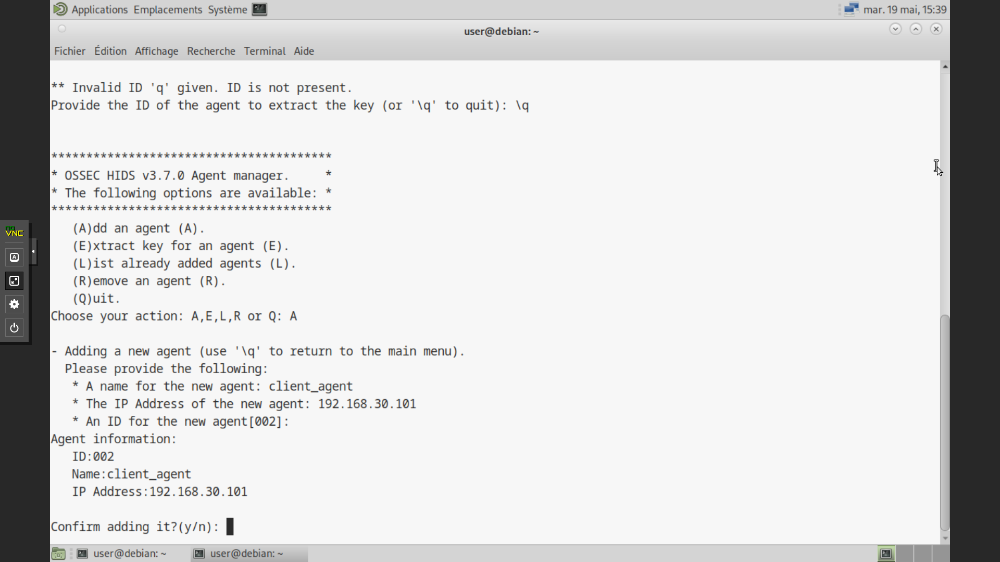 Applications Emplacements Système mar. 19 mai, 15:39
user@debian: ~
Fichier Édition Affichage Recherche Terminal Aide
** Invalid ID 'q' given. ID is not present.
Provide the ID of the agent to extract the key (or '\q' to quit): \q
****************************************
* OSSEC HIDS v3.7.0 Agent manager.     *
* The following options are available: *
****************************************
   (A)dd an agent (A).
   (E)xtract key for an agent (E).
   (L)ist already added agents (L).
   (R)emove an agent (R).
   (Q)uit.
Choose your action: A,E,L,R or Q: A
- Adding a new agent (use '\q' to return to the main menu).
  Please provide the following:
   * A name for the new agent: client_agent
   * The IP Address of the new agent: 192.168.30.101
   * An ID for the new agent[002]:
Agent information:
   ID:002
   Name:client_agent
   IP Address:192.168.30.101
Confirm adding it?(y/n):
user@debian: ~ user@debian: ~
no
VNC
A